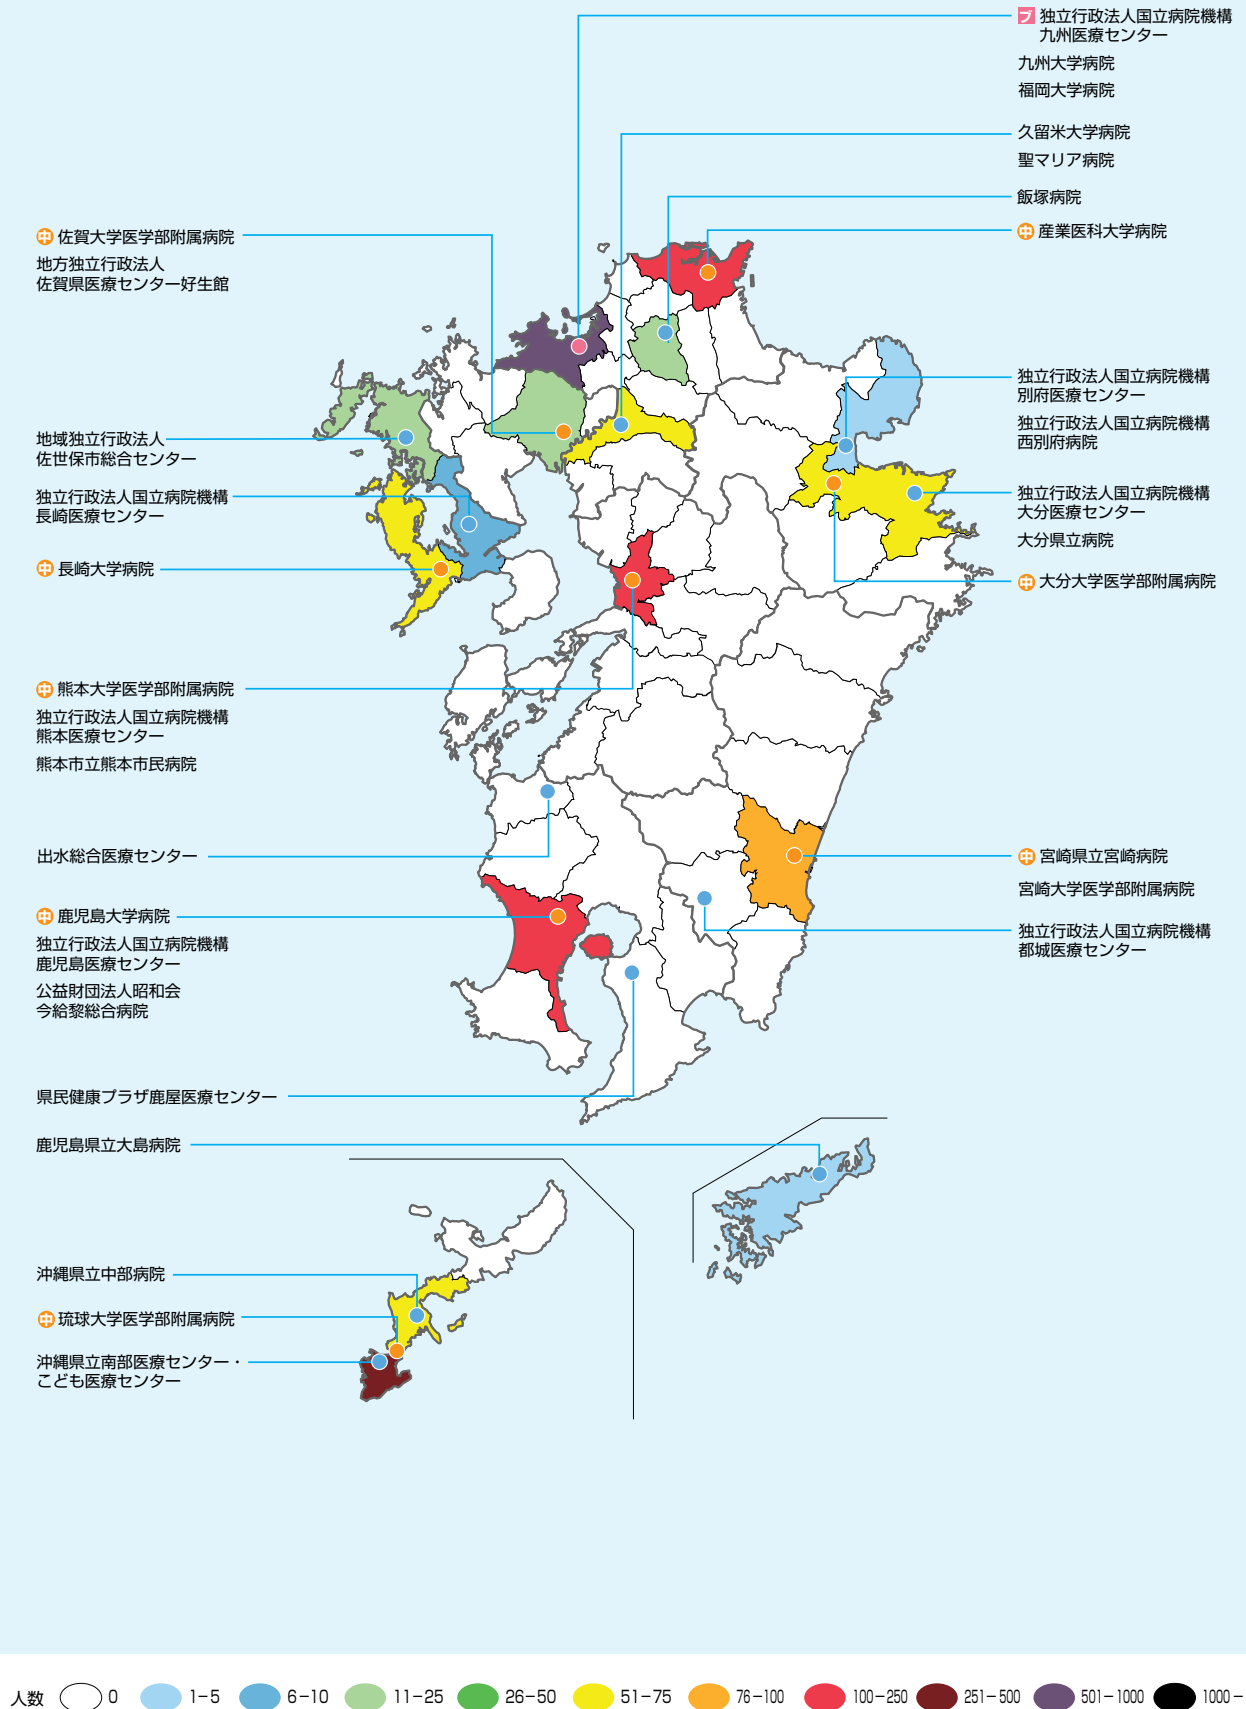 ブ 独立行政法人国立病院機構
九州医療センター
九州大学病院
福岡大学病院
久留米大学病院
聖マリア病院
飯塚病院
中 産業医科大学病院
中 佐賀大学医学部附属病院
地方独立行政法人
佐賀県医療センター好生館
独立行政法人国立病院機構
別府医療センター
独立行政法人国立病院機構
西別府病院
地域独立行政法人
佐世保市総合センター
独立行政法人国立病院機構
長崎医療センター
独立行政法人国立病院機構
大分医療センター
大分県立病院
中 長崎大学病院
中 大分大学医学部附属病院
中 熊本大学医学部附属病院
独立行政法人国立病院機構
熊本医療センター
熊本市立熊本市民病院
出水総合医療センター
中 宮崎県立宮崎病院
宮崎大学医学部附属病院
独立行政法人国立病院機構
都城医療センター
中 鹿児島大学病院
独立行政法人国立病院機構
鹿児島医療センター
公益財団法人昭和会
今給黎総合病院
県民健康プラザ鹿屋医療センター
鹿児島県立大島病院
沖縄県立中部病院
中 琉球大学医学部附属病院
沖縄県立南部医療センター・
こども医療センター
人数 0 1−5 6−10 11−25 26−50 51−75 76−100 100−250 251−500 501−1000 1000−